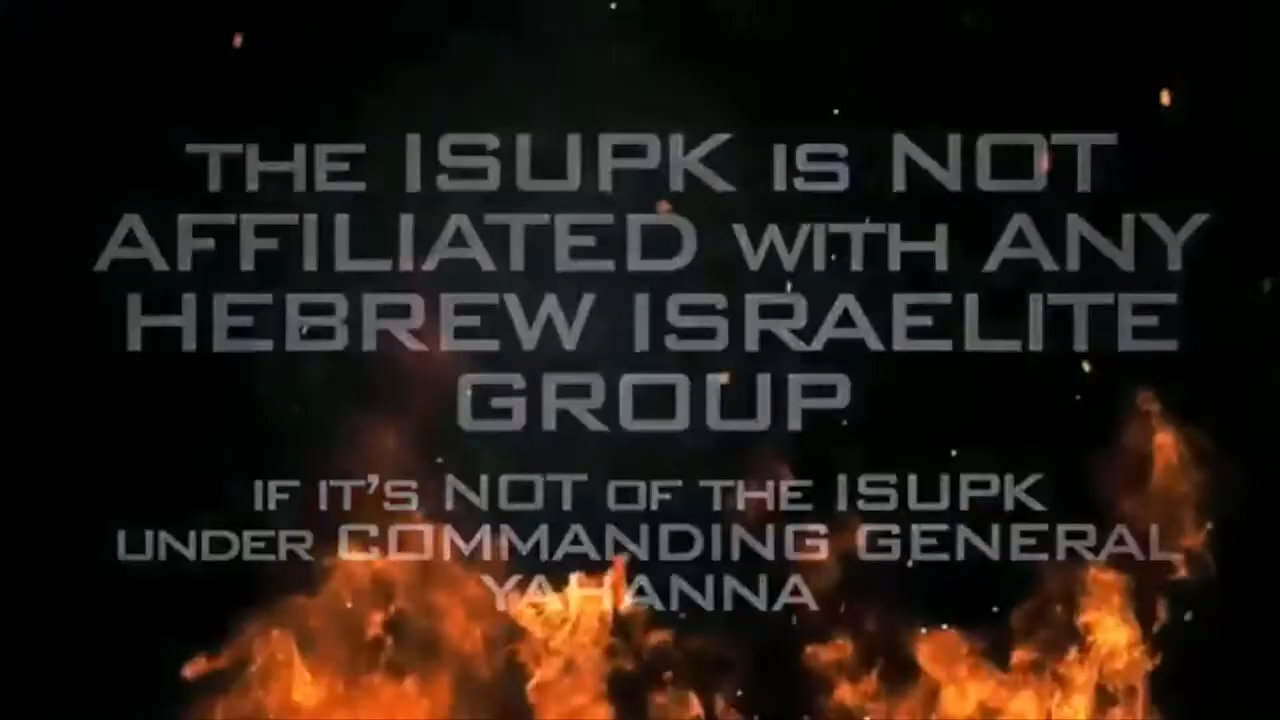 THE ISUPK IS NOT
AFFILIATED WITH ANY
HEBREW ISRAELITE
GROUP
IF IT'S NOT OF THE ISUPK
UNDER COMMANDING GENERAL
YAHANNA